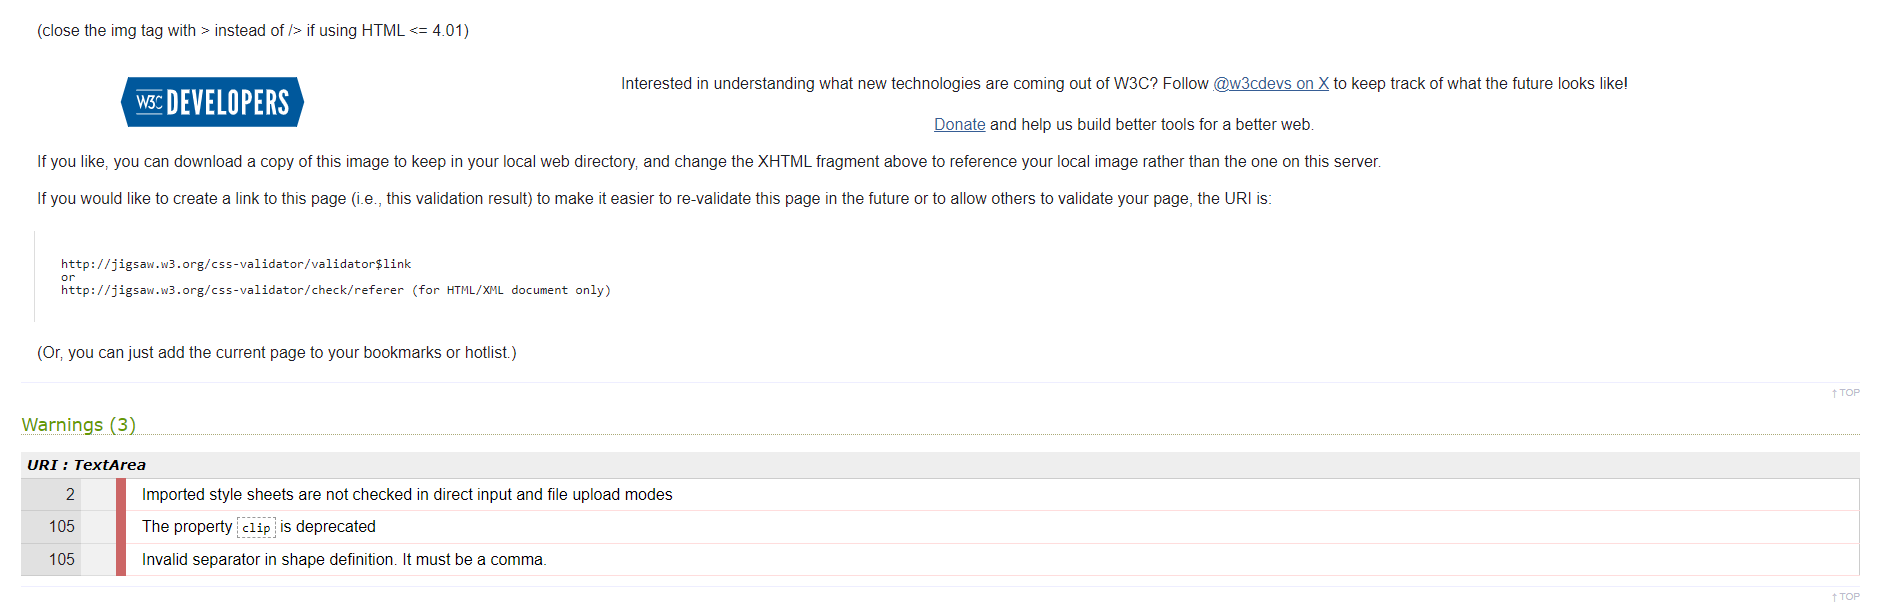 (close the img tag with > instead of /> if using HTML <= 4.01)
W3C DEVELOPERS
Interested in understanding what new technologies are coming out of W3C? Follow @w3cdevs on X to keep track of what the future looks like!
Donate and help us build better tools for a better web.
If you like, you can download a copy of this image to keep in your local web directory, and change the XHTML fragment above to reference your local image rather than the one on this server.
If you would like to create a link to this page (i.e., this validation result) to make it easier to re-validate this page in the future or to allow others to validate your page, the URI is:
http://jigsaw.w3.org/css-validator/validator$link
or
http://jigsaw.w3.org/css-validator/check/referer (for HTML/XML document only)
(Or, you can just add the current page to your bookmarks or hotlist.)
↑ TOP
Warnings (3)
URI : TextArea
2 Imported style sheets are not checked in direct input and file upload modes
105 The property clip is deprecated
105 Invalid separator in shape definition. It must be a comma.
↑ TOP